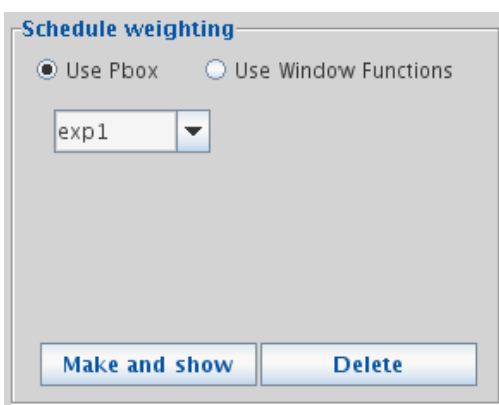 Schedule weighting
Use Pbox Use Window Functions
exp1
Make and show Delete